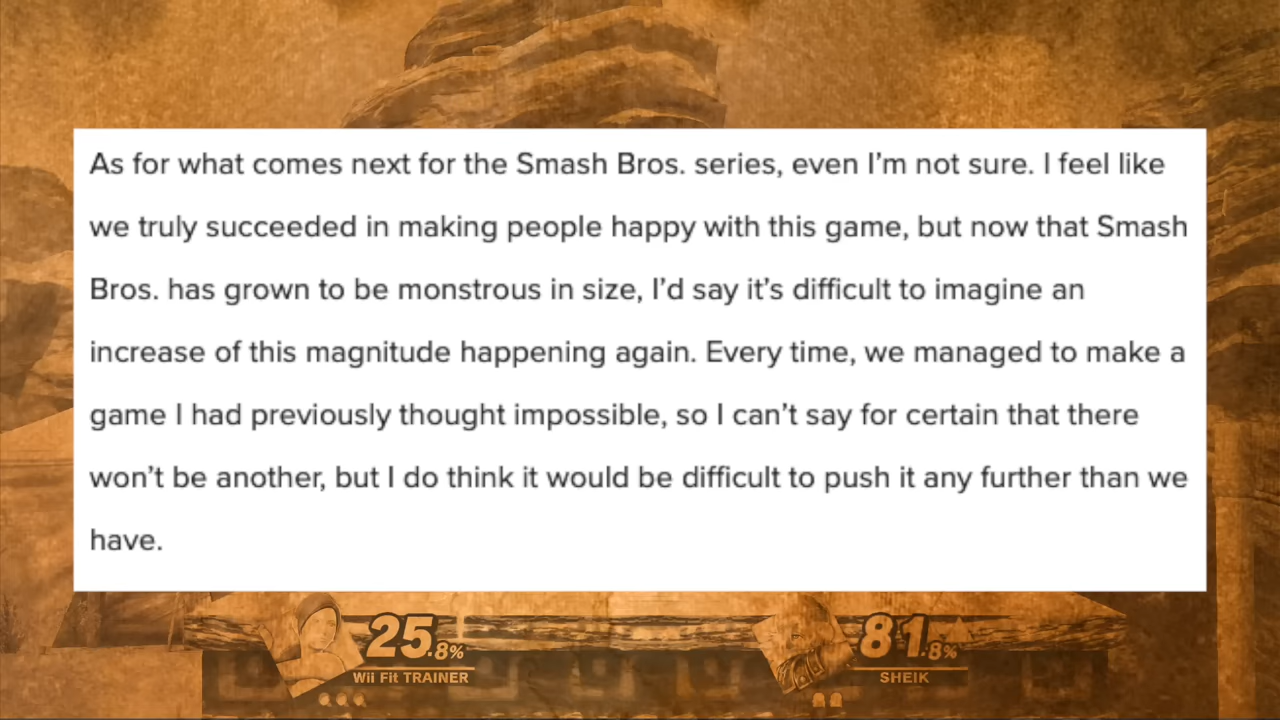 As for what comes next for the Smash Bros. series, even I’m not sure. I feel like
we truly succeeded in making people happy with this game, but now that Smash
Bros. has grown to be monstrous in size, I’d say it’s difficult to imagine an
increase of this magnitude happening again. Every time, we managed to make a
game I had previously thought impossible, so I can’t say for certain that there
won’t be another, but I do think it would be difficult to push it any further than we
have.
25.8%
Wii Fit TRAINER
81.8%
SHEIK